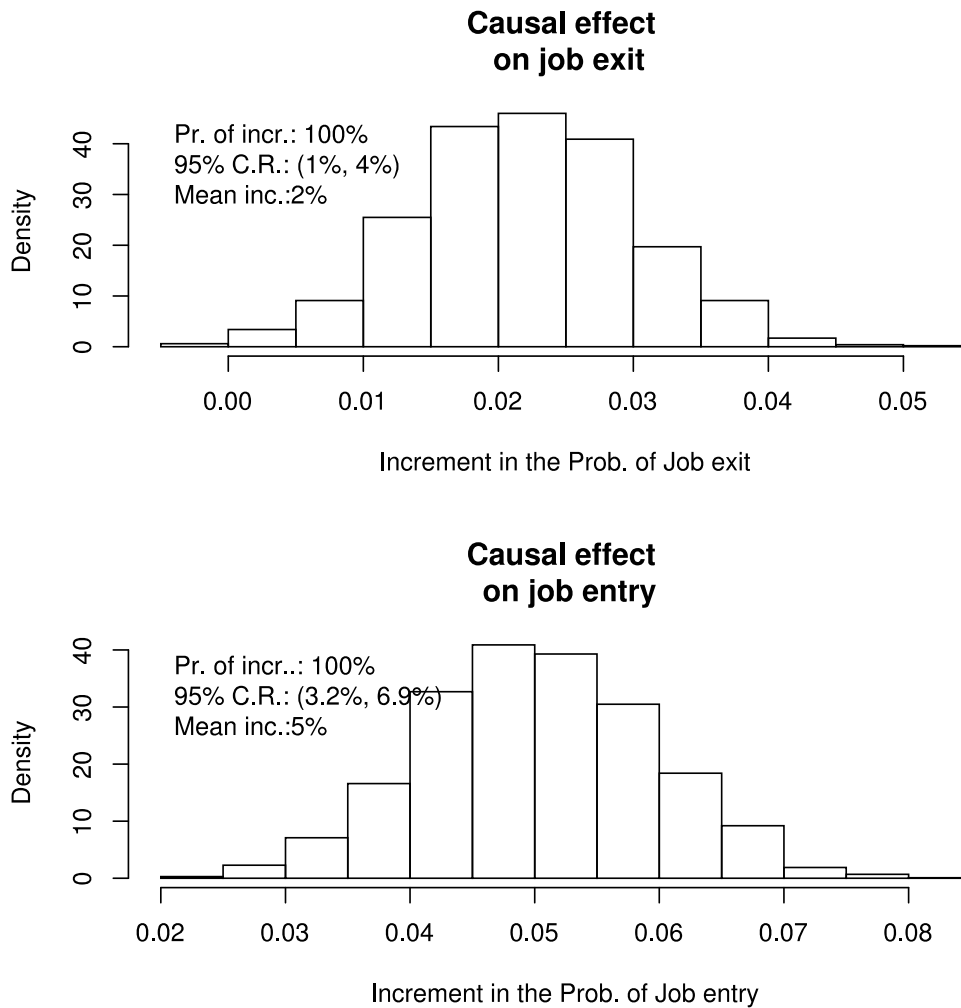 Causal effect
on job exit
Pr. of incr.: 100%
95% C.R.: (1%, 4%)
Mean inc.:2%
Density
0 10 20 30 40
0.00 0.01 0.02 0.03 0.04 0.05
Increment in the Prob. of Job exit
Causal effect
on job entry
Pr. of incr..: 100%
95% C.R.: (3.2%, 6.9%)
Mean inc.:5%
Density
0 10 20 30 40
0.02 0.03 0.04 0.05 0.06 0.07 0.08
Increment in the Prob. of Job entry